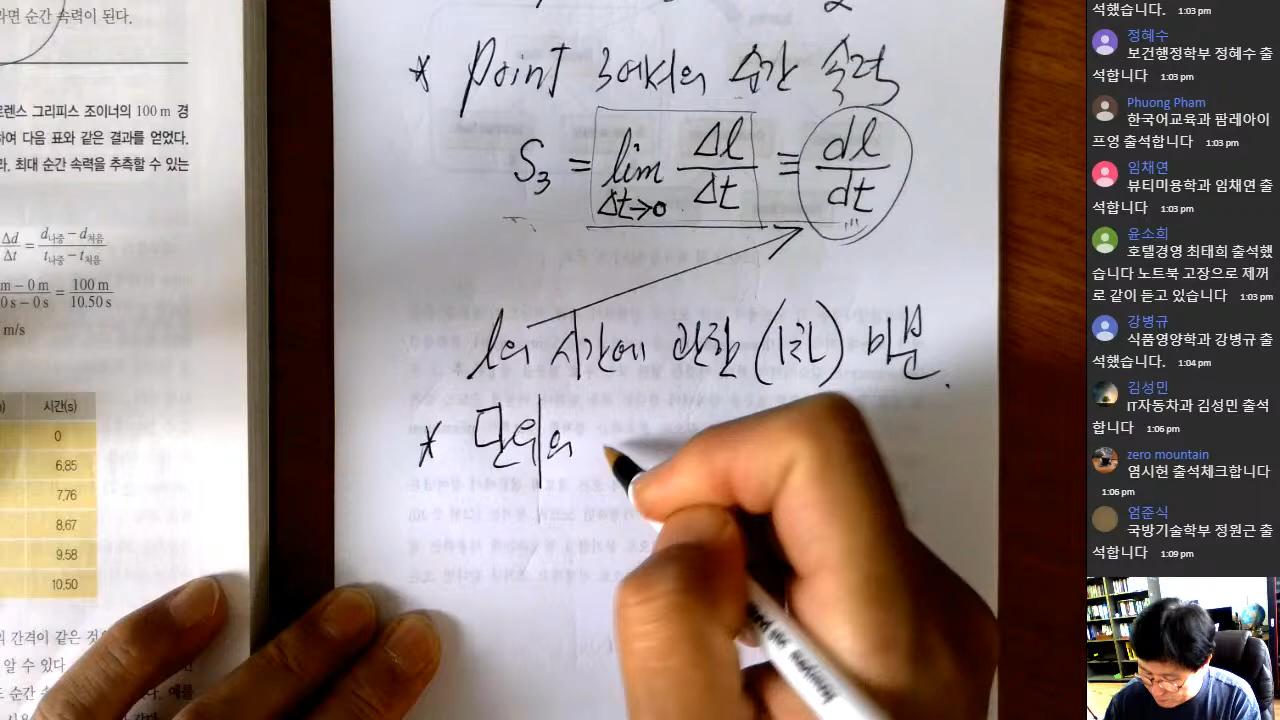 라면 순간 속력이 된다.
로렌스 그리피스 조이너의 100 m 경
하여 다음 표와 같은 결과를 얻었다.
라. 최대 순간 속력을 추측할 수 있는
Δd/Δt = d나중 − d처음 / t나중 − t처음
m − 0 m / 0 s − 0 s = 100 m / 10.50 s
m/s
시간(s)
0
6.85
7.76
8.67
9.58
10.50
의 간격이 같은 것
알 수 있다
순간 속
예를
* point 3에서의 순간 속력
S₃ = lim Δt→0 Δl/Δt ≡ dl/dt
l의 시간에 관한 (1차) 미분.
* 단위의
석했습니다. 1:03 pm
정혜수
보건행정학부 정혜수 출
석합니다 1:03 pm
Phuong Pham
한국어교육과 팜레아이
프엉 출석합니다 1:03 pm
임채연
뷰티미용학과 임채연 출
석합니다 1:03 pm
윤소희
호텔경영 최태희 출석했
습니다 노트북 고장으로 제꺼
로 같이 듣고 있습니다 1:03 pm
강병규
식품영양학과 강병규 출
석했습니다. 1:04 pm
김성민
IT자동차과 김성민 출석
합니다 1:06 pm
zero mountain
염시헌 출석체크합니다
1:06 pm
엄준식
국방기술학부 정원근 출
석합니다 1:09 pm